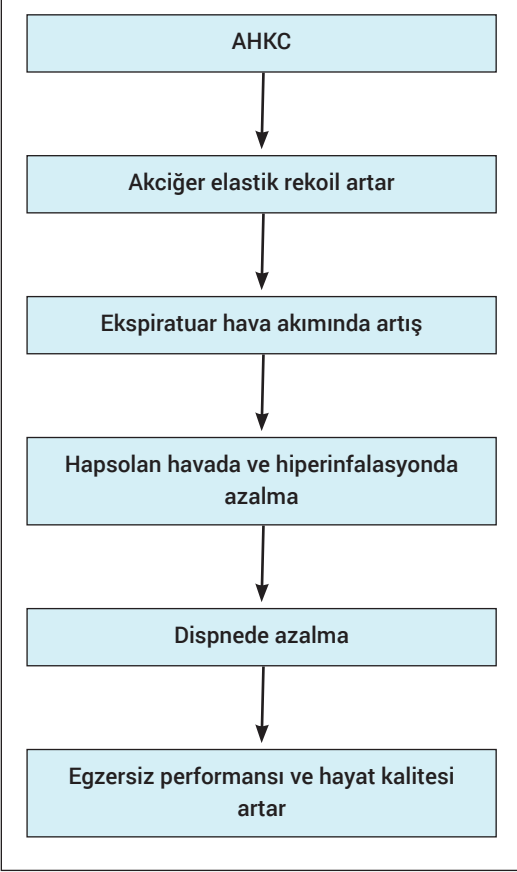 AHKC
Akciğer elastik rekoil artar
Ekspiratuar hava akımında artış
Hapsolan havada ve hiperinfalasyonda
azalma
Dispnede azalma
Egzersiz performansı ve hayat kalitesi
artar